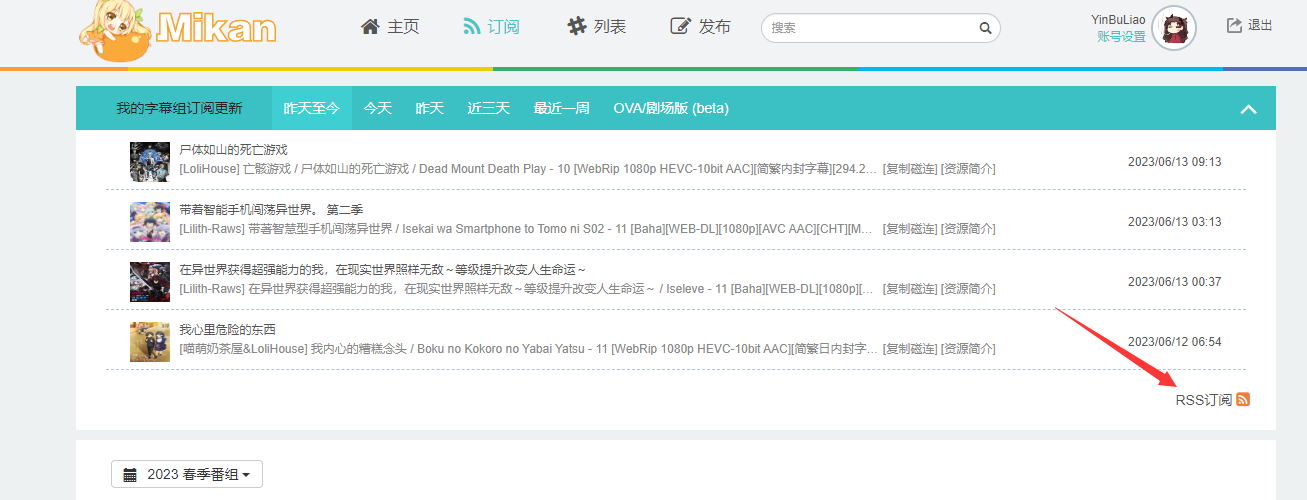 Mikan
主页
订阅
列表
发布
搜索
YinBuLiao
账号设置
退出
我的字幕组订阅更新
昨天至今
今天
昨天
近三天
最近一周
OVA/剧场版 (beta)
尸体如山的死亡游戏
[LoliHouse] 亡骸游戏 / 尸体如山的死亡游戏 / Dead Mount Death Play - 10 [WebRip 1080p HEVC-10bit AAC][简繁内封字幕][294.2... [复制磁连] [资源简介]
2023/06/13 09:13
带着智能手机闯荡异世界。 第二季
[Lilith-Raws] 带著智慧型手机闯荡异世界 / Isekai wa Smartphone to Tomo ni S02 - 11 [Baha][WEB-DL][1080p][AVC AAC][CHT][M... [复制磁连] [资源简介]
2023/06/13 03:13
在异世界获得超强能力的我，在现实世界照样无敌～等级提升改变人生命运～
[Lilith-Raws] 在异世界获得超强能力的我，在现实世界照样无敌～等级提升改变人生命运～ / Iseleve - 11 [Baha][WEB-DL][1080p][... [复制磁连] [资源简介]
2023/06/13 00:37
我心里危险的东西
[喵萌奶茶屋&LoliHouse] 我内心的糟糕念头 / Boku no Kokoro no Yabai Yatsu - 11 [WebRip 1080p HEVC-10bit AAC][简繁日内封字... [复制磁连] [资源简介]
2023/06/12 06:54
RSS订阅
2023 春季番组